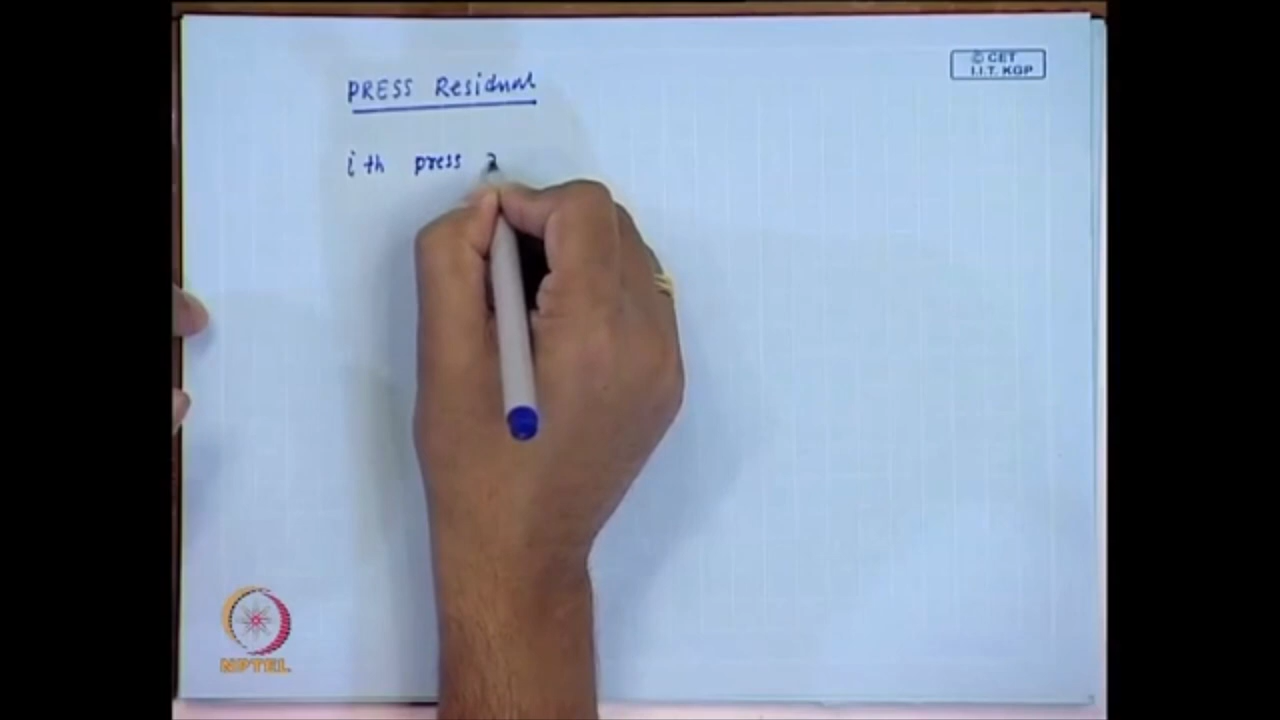 PRESS Residual
© CET
I.I.T. KGP
i th press
NPTEL